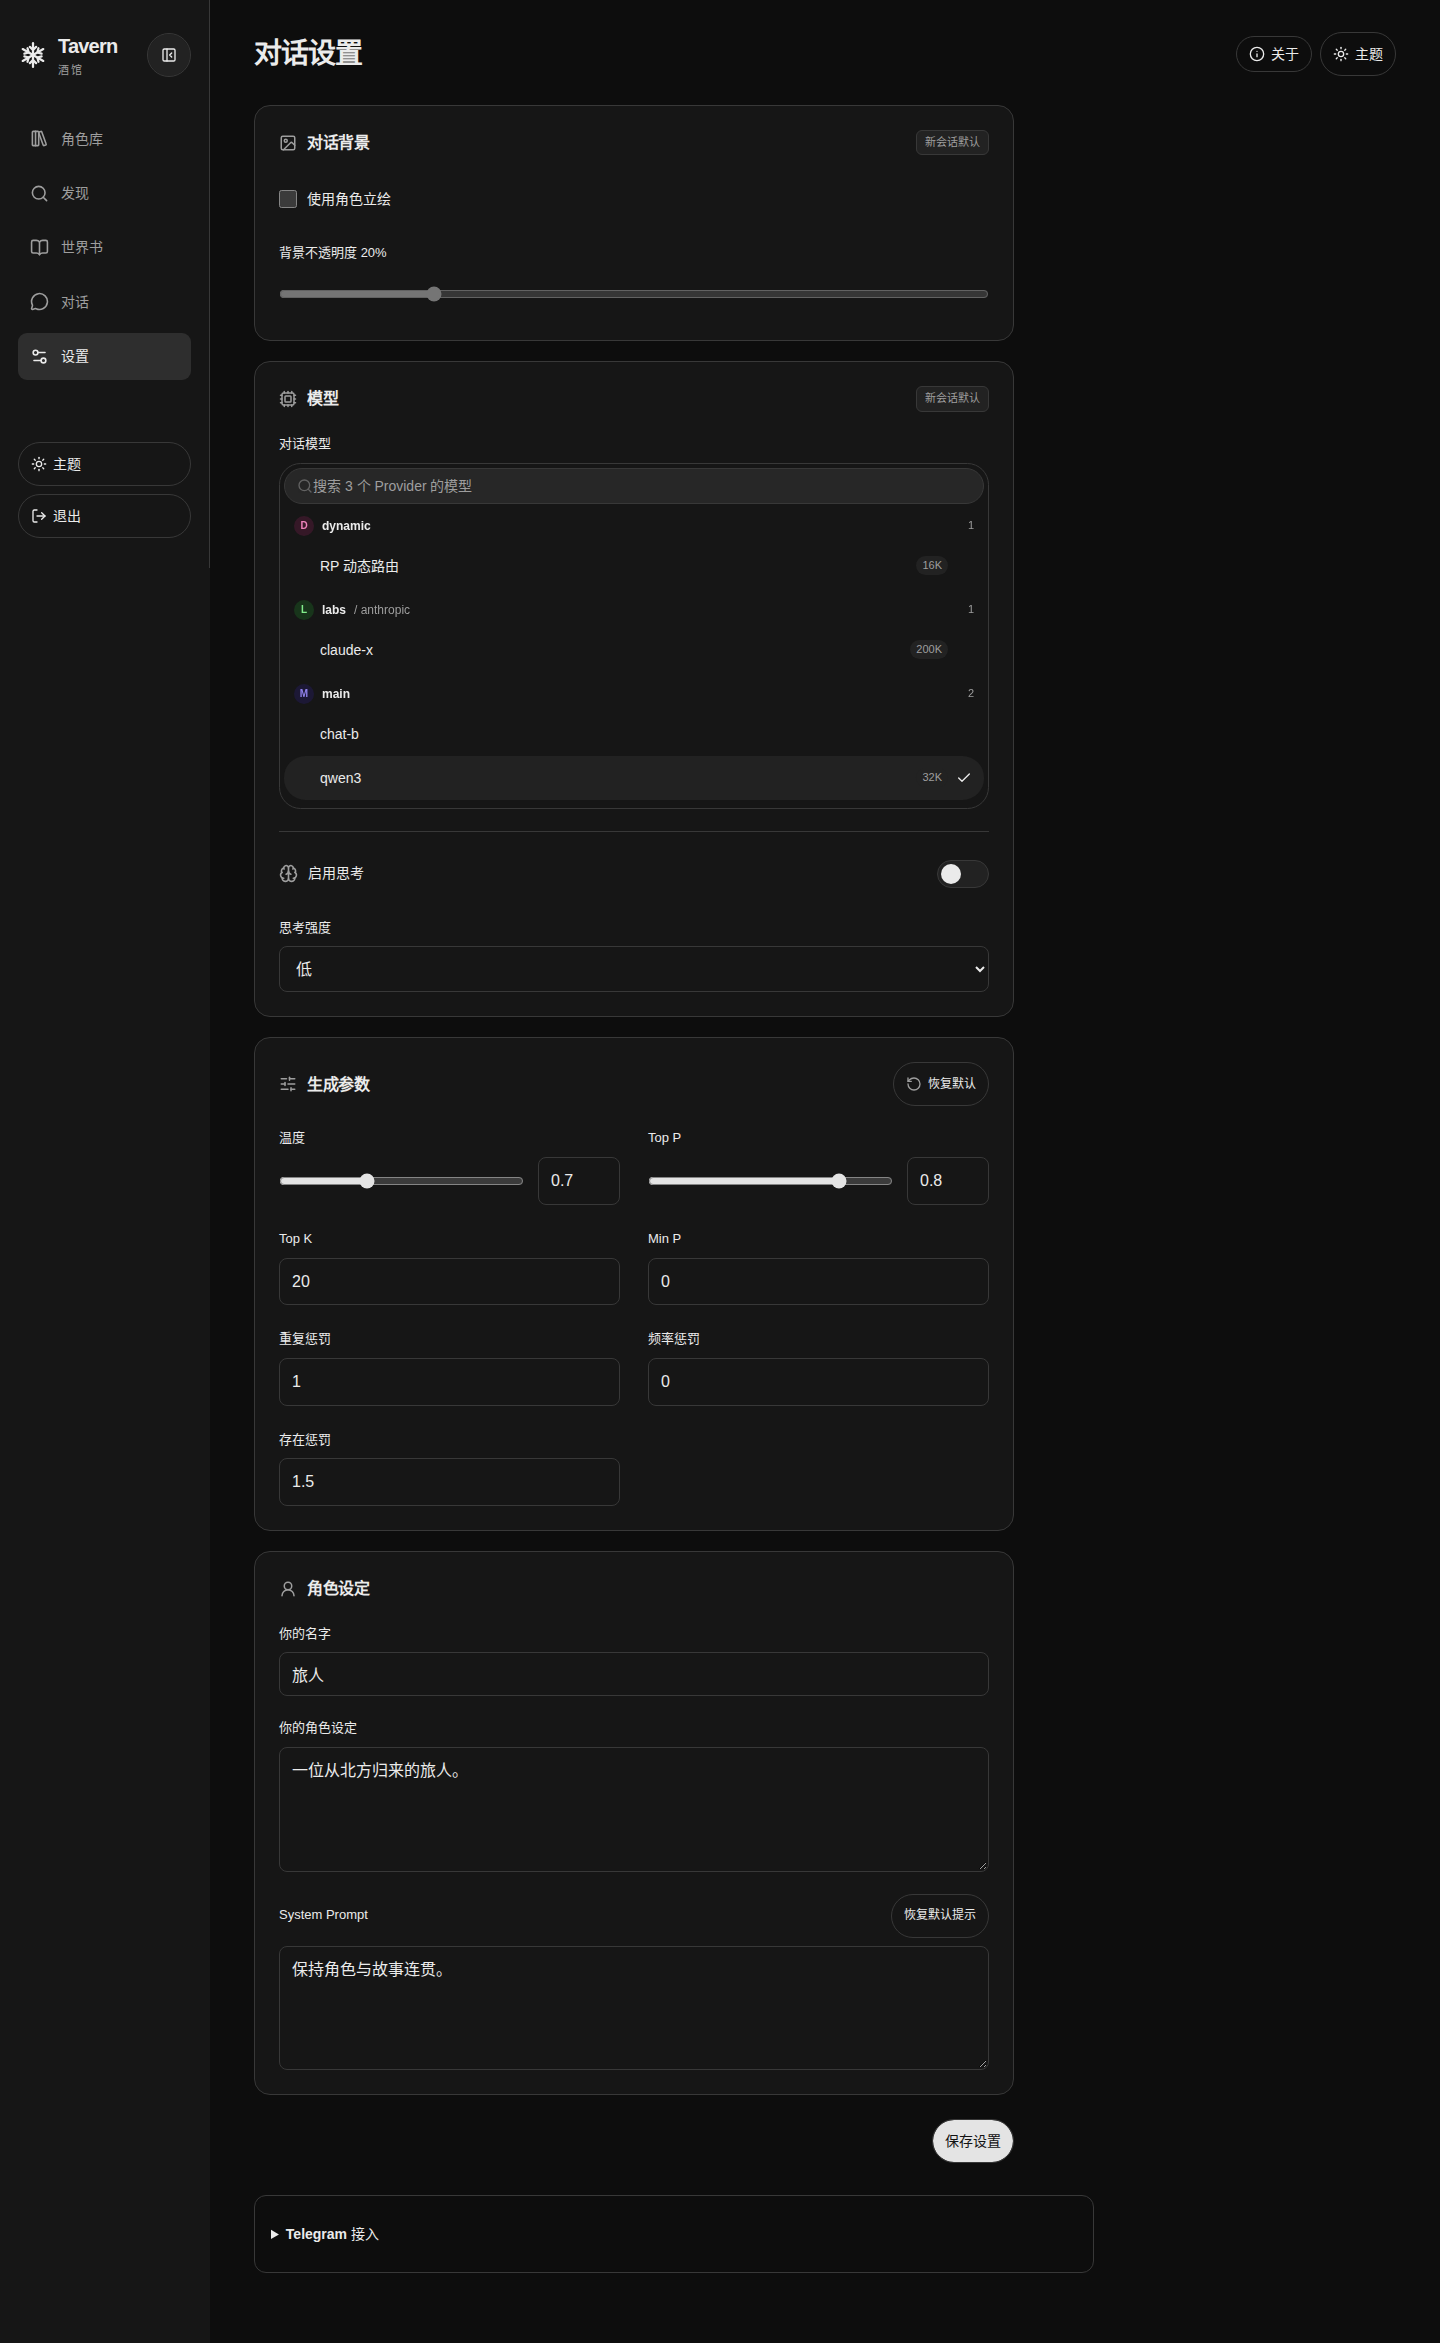 Tavern
酒馆
角色库
发现
世界书
对话
设置
主题
退出
对话设置
关于
主题
对话背景
新会话默认
使用角色立绘
背景不透明度 20%
模型
新会话默认
对话模型
搜索 3 个 Provider 的模型
D dynamic 1
RP 动态路由 16K
L labs / anthropic 1
claude-x 200K
M main 2
chat-b
qwen3 32K
启用思考
思考强度
低
生成参数
恢复默认
温度
0.7
Top P
0.8
Top K
20
Min P
0
重复惩罚
1
频率惩罚
0
存在惩罚
1.5
角色设定
你的名字
旅人
你的角色设定
一位从北方归来的旅人。
System Prompt
恢复默认提示
保持角色与故事连贯。
保存设置
Telegram 接入